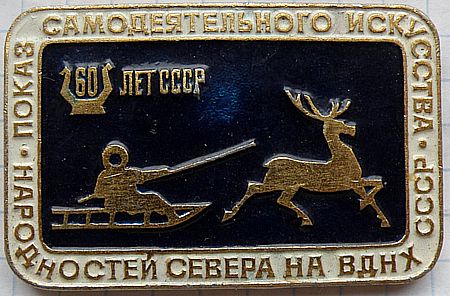 ПОКАЗ САМОДЕЯТЕЛЬНОГО ИСКУССТВА
НАРОДНОСТЕЙ СЕВЕРА НА ВДНХ СССР
60 ЛЕТ СССР